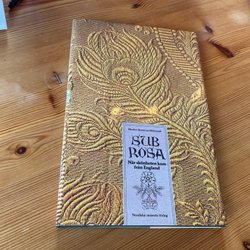 SUB
ROSA
När skönheten kom
från England
Nordiska museets förlag